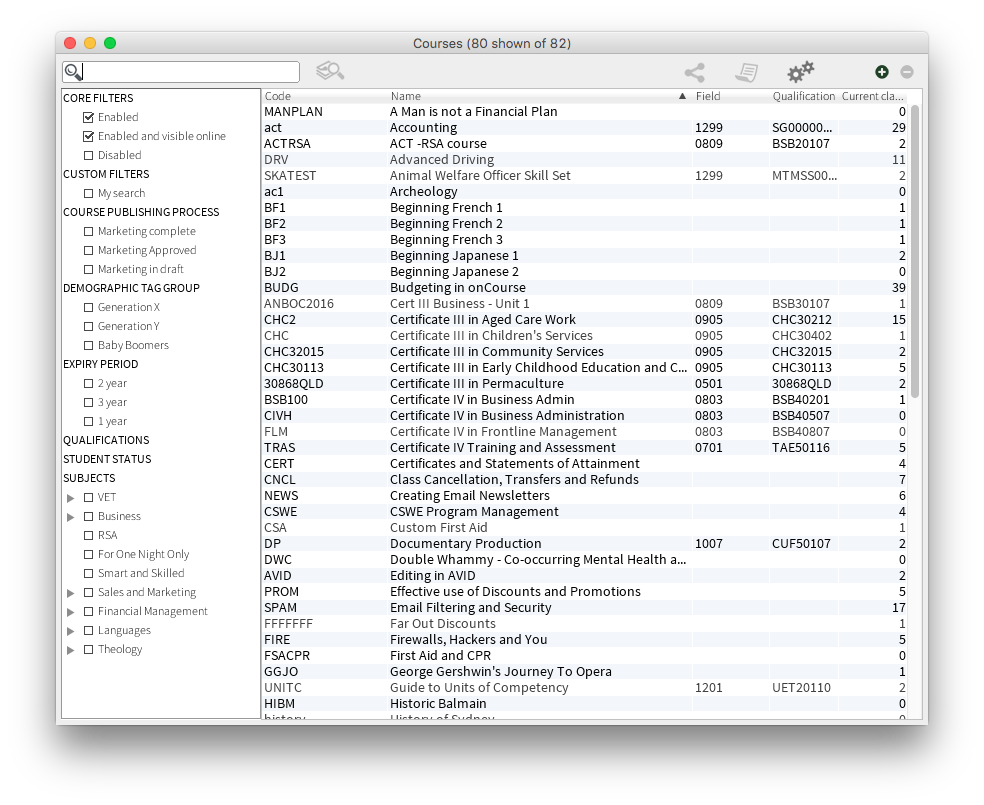 Courses (80 shown of 82)
CORE FILTERS
Enabled
Enabled and visible online
Disabled
CUSTOM FILTERS
My search
COURSE PUBLISHING PROCESS
Marketing complete
Marketing Approved
Marketing in draft
DEMOGRAPHIC TAG GROUP
Generation X
Generation Y
Baby Boomers
EXPIRY PERIOD
2 year
3 year
1 year
QUALIFICATIONS
STUDENT STATUS
SUBJECTS
VET
Business
RSA
For One Night Only
Smart and Skilled
Sales and Marketing
Financial Management
Languages
Theology
Code Name Field Qualification Current cla...
MANPLAN A Man is not a Financial Plan 0
act Accounting 1299 SG00000... 29
ACTRSA ACT -RSA course 0809 BSB20107 2
DRV Advanced Driving 11
SKATEST Animal Welfare Officer Skill Set 1299 MTMSS00... 2
ac1 Archeology 0
BF1 Beginning French 1 1
BF2 Beginning French 2 1
BF3 Beginning French 3 1
BJ1 Beginning Japanese 1 2
BJ2 Beginning Japanese 2 0
BUDG Budgeting in onCourse 39
ANBOC2016 Cert III Business - Unit 1 0809 BSB30107 1
CHC2 Certificate III in Aged Care Work 0905 CHC30212 15
CHC Certificate III in Children's Services 0905 CHC30402 1
CHC32015 Certificate III in Community Services 0905 CHC32015 2
CHC30113 Certificate III in Early Childhood Education and C... 0905 CHC30113 5
30868QLD Certificate III in Permaculture 0501 30868QLD 2
BSB100 Certificate IV in Business Admin 0803 BSB40201 1
CIVH Certificate IV in Business Administration 0803 BSB40507 0
FLM Certificate IV in Frontline Management 0803 BSB40807 0
TRAS Certificate IV Training and Assessment 0701 TAE50116 5
CERT Certificates and Statements of Attainment 4
CNCL Class Cancellation, Transfers and Refunds 7
NEWS Creating Email Newsletters 6
CSWE CSWE Program Management 4
CSA Custom First Aid 1
DP Documentary Production 1007 CUF50107 2
DWC Double Whammy - Co-occurring Mental Health a... 0
AVID Editing in AVID 2
PROM Effective use of Discounts and Promotions 5
SPAM Email Filtering and Security 17
FFFFFFF Far Out Discounts 1
FIRE Firewalls, Hackers and You 5
FSACPR First Aid and CPR 0
GGJO George Gershwin's Journey To Opera 1
UNITC Guide to Units of Competency 1201 UET20110 2
HIBM Historic Balmain 0
history History of Sydney 0